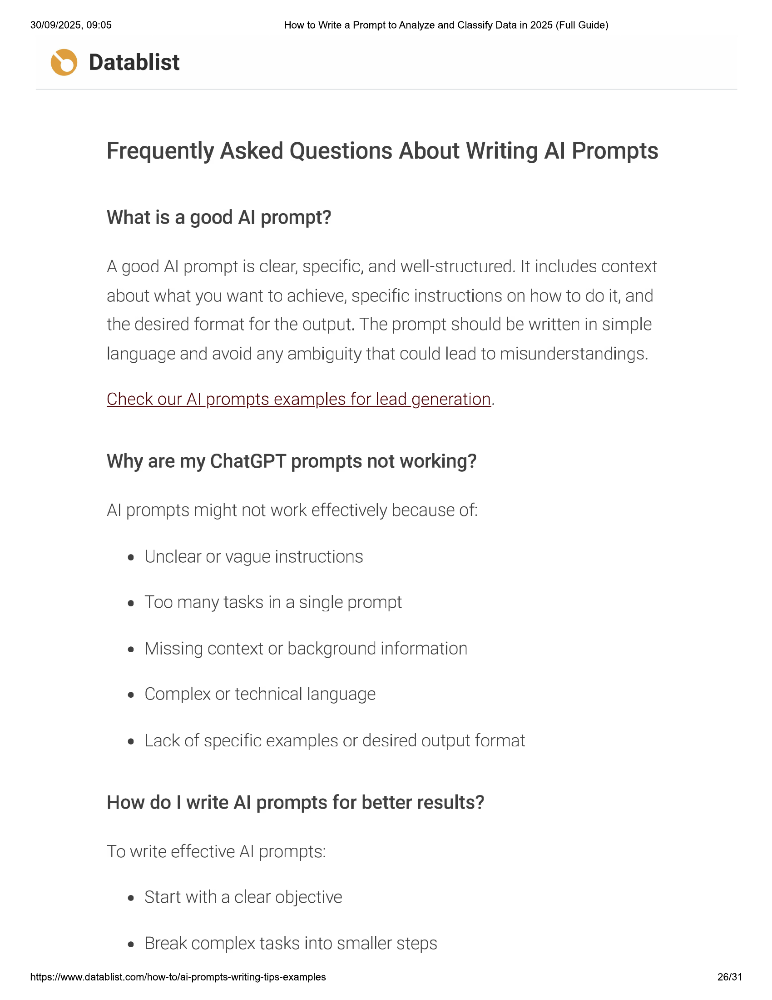 30/09/2025, 09:05
How to Write a Prompt to Analyze and Classify Data in 2025 (Full Guide)
Datablist
Frequently Asked Questions About Writing AI Prompts
What is a good AI prompt?
A good AI prompt is clear, specific, and well-structured. It includes context
about what you want to achieve, specific instructions on how to do it, and
the desired format for the output. The prompt should be written in simple
language and avoid any ambiguity that could lead to misunderstandings.
Check our AI prompts examples for lead generation.
Why are my ChatGPT prompts not working?
AI prompts might not work effectively because of:
• Unclear or vague instructions
• Too many tasks in a single prompt
• Missing context or background information
• Complex or technical language
• Lack of specific examples or desired output format
How do I write AI prompts for better results?
To write effective AI prompts:
• Start with a clear objective
• Break complex tasks into smaller steps
https://www.datablist.com/how-to/ai-prompts-writing-tips-examples
26/31